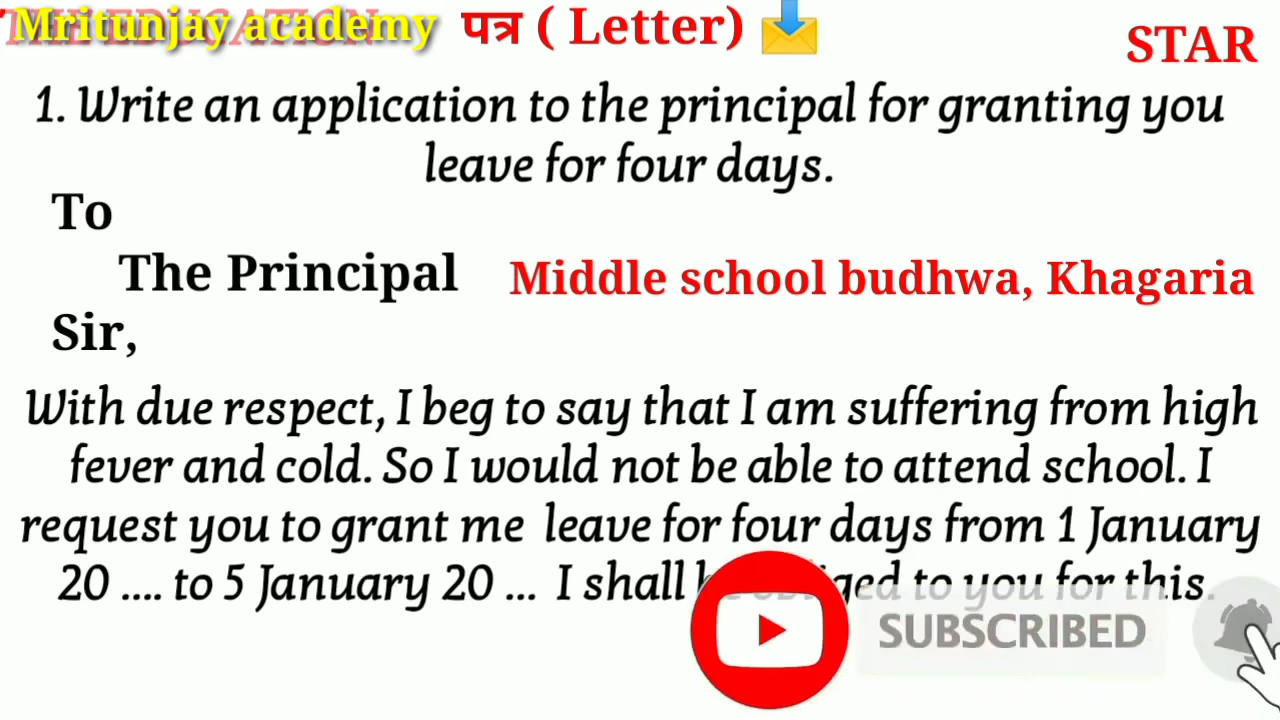 Mritunjay academy पत्र ( Letter) STAR
1. Write an application to the principal for granting you
leave for four days.
To
The Principal Middle school budhwa, Khagaria
Sir,
With due respect, I beg to say that I am suffering from high
fever and cold. So I would not be able to attend school. I
request you to grant me leave for four days from 1 January
20 .... to 5 January 20 ... I shall be obliged to you for this.
SUBSCRIBED